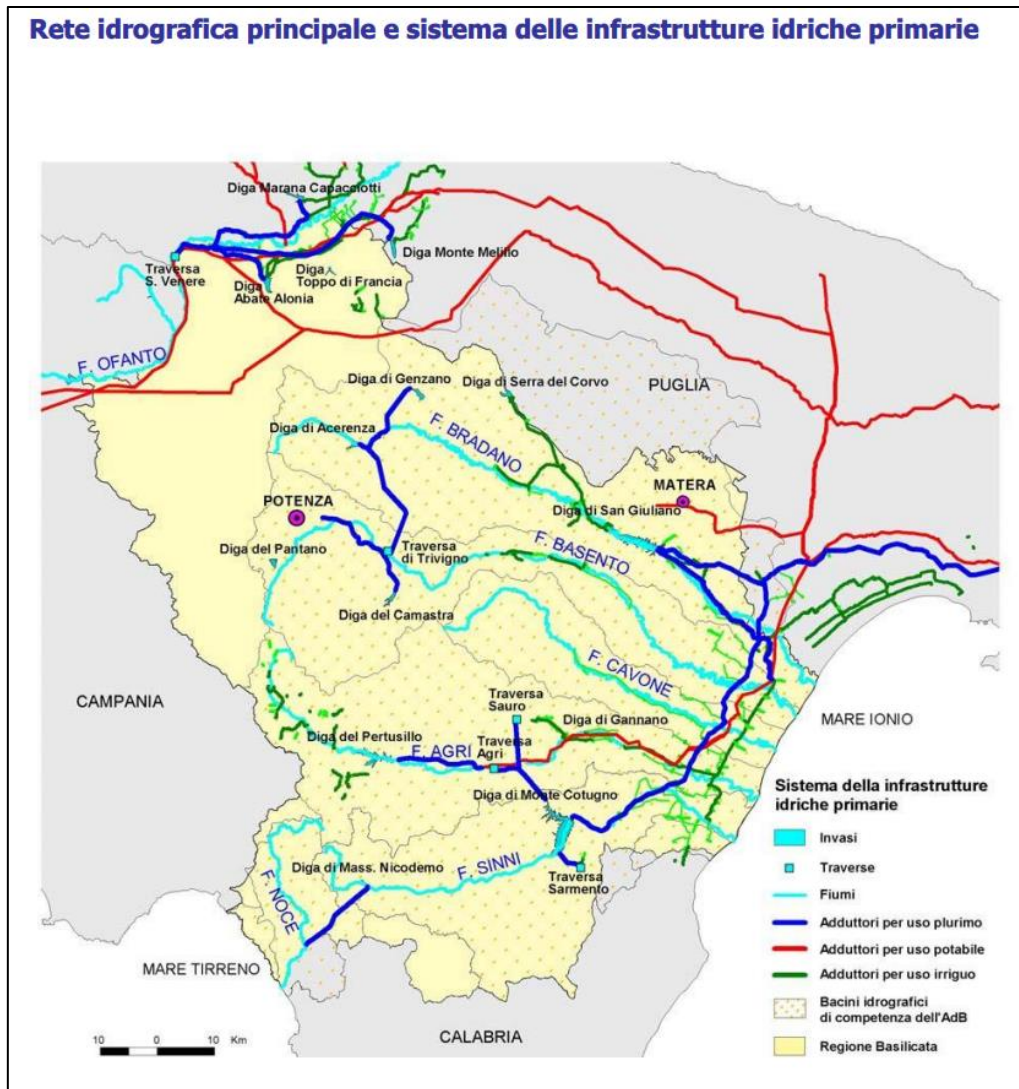 Rete idrografica principale e sistema delle infrastrutture idriche primarie
Diga Marana Capacciotti
Diga Monte Melillo
Traversa
S. Venere
Diga
Toppo di Francia
Diga
Abate Alonia
F. OFANTO
Diga di Genzano
Diga di Serra del Corvo
PUGLIA
Diga di Acerenza
F. BRADANO
MATERA
POTENZA
Diga di San Giuliano
Diga del Pantano
Traversa
di Trivigno
F. BASENTO
Diga del Camastra
F. CAVONE
CAMPANIA
Traversa
Sauro
Diga di Gannano
MARE IONIO
Diga del Pertusillo
F. AGRI
Traversa
Agri
Diga di Monte Cotugno
Diga di Mass. Nicodemo
F. SINNI
Traversa
Sarmento
F. NOCE
MARE TIRRENO
CALABRIA
Sistema della infrastrutture
idriche primarie
Invasi
Traverse
Fiumi
Adduttori per uso plurimo
Adduttori per uso potabile
Adduttori per uso irriguo
Bacini idrografici
di competenza dell'AdB
Regione Basilicata
10 0 10 Km